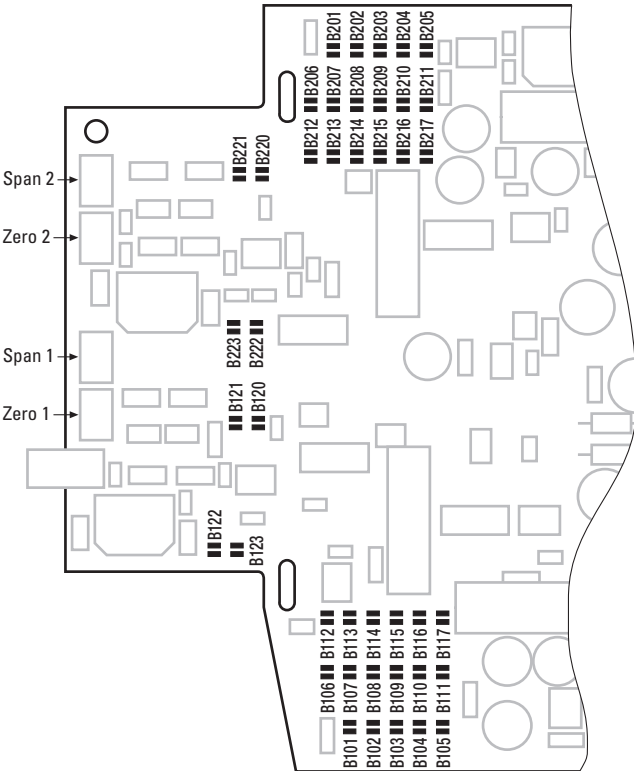 B201 B202 B203 B204 B205
B206 B207 B208 B209 B210 B211
B212 B213 B214 B215 B216 B217
B221 B220
Span 2
Zero 2
B223 B222
Span 1
Zero 1
B121 B120
B122 B123
B112 B113 B114 B115 B116 B117
B106 B107 B108 B109 B110 B111
B101 B102 B103 B104 B105